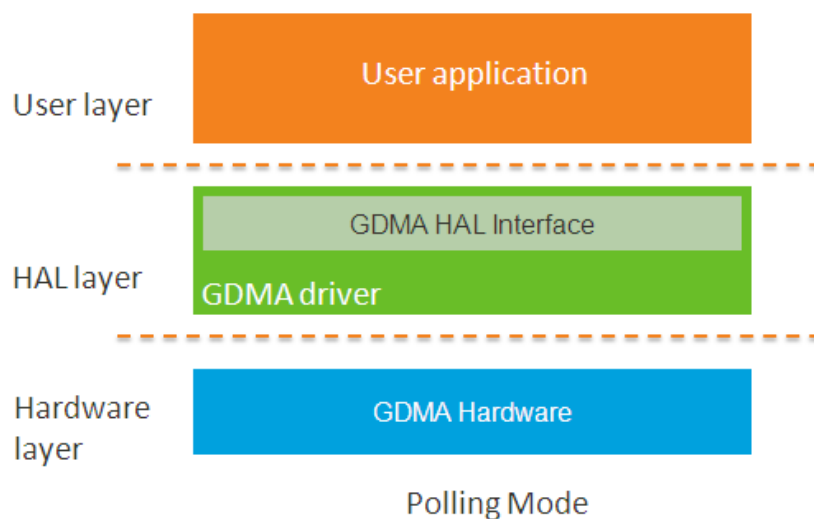 User application
User layer
GDMA HAL Interface
HAL layer
GDMA driver
Hardware
layer
GDMA Hardware
Polling Mode